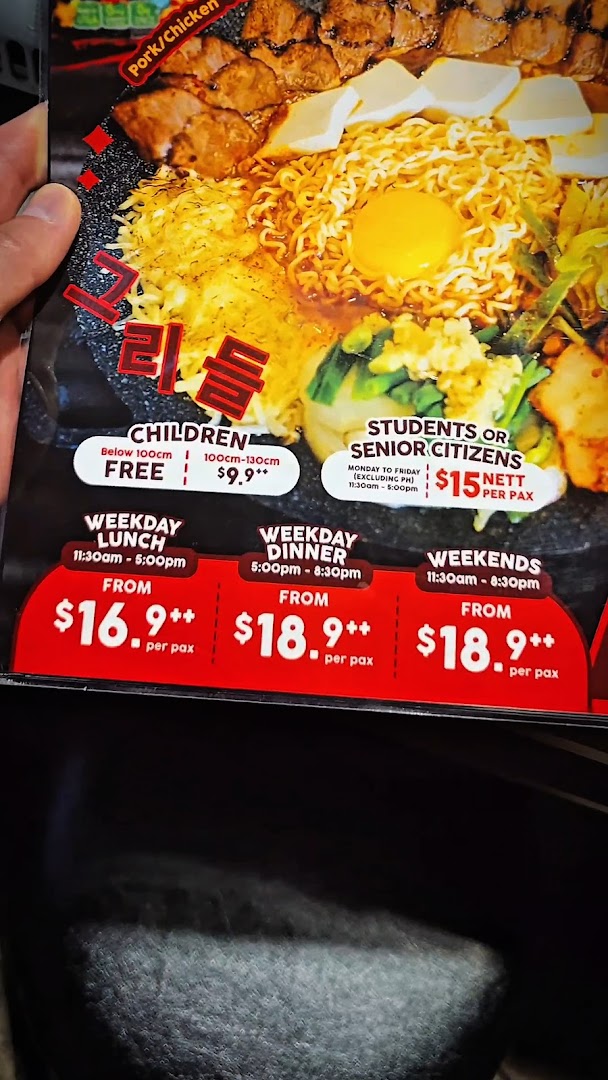 Pork/Chicken
그리들
CHILDREN
Below 100cm
FREE
100cm-130cm
$9.9++
STUDENTS OR
SENIOR CITIZENS
MONDAY TO FRIDAY
(EXCLUDING PH)
11:30am - 5:00pm
$15 NETT
PER PAX
WEEKDAY
LUNCH
11:30am - 5:00pm
FROM
$16.9++
per pax
WEEKDAY
DINNER
5:00pm - 8:30pm
FROM
$18.9++
per pax
WEEKENDS
11:30am - 8:30pm
FROM
$18.9++
per pax